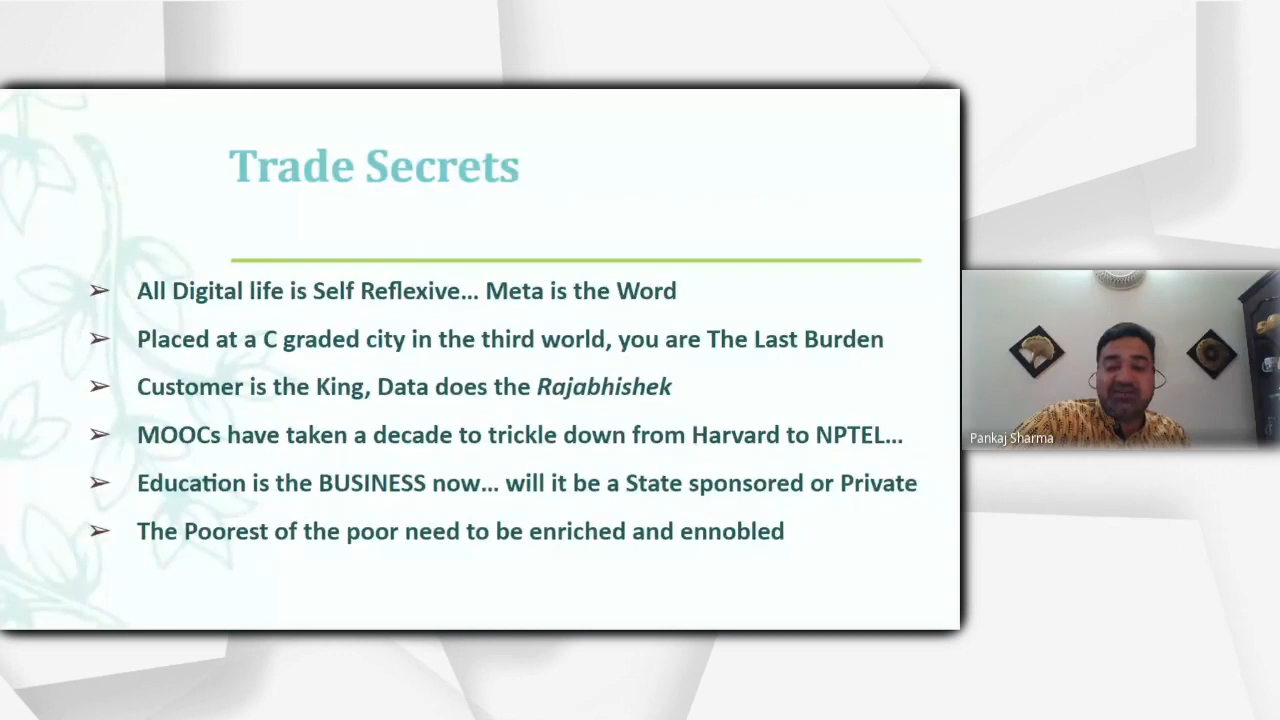 Trade Secrets
All Digital life is Self Reflexive... Meta is the Word
Placed at a C graded city in the third world, you are The Last Burden
Customer is the King, Data does the Rajabhishek
MOOCs have taken a decade to trickle down from Harvard to NPTEL...
Education is the BUSINESS now... will it be a State sponsored or Private
The Poorest of the poor need to be enriched and ennobled
Pankaj Sharma